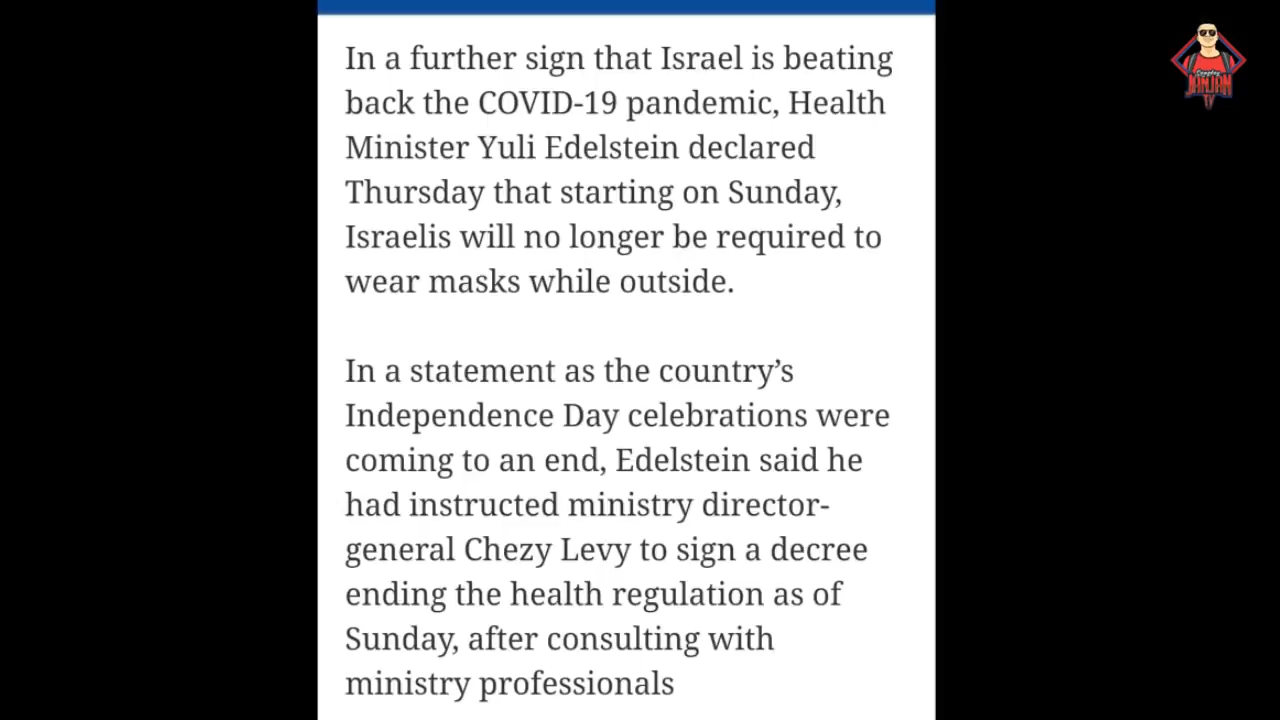 In a further sign that Israel is beating
back the COVID-19 pandemic, Health
Minister Yuli Edelstein declared
Thursday that starting on Sunday,
Israelis will no longer be required to
wear masks while outside.
In a statement as the country’s
Independence Day celebrations were
coming to an end, Edelstein said he
had instructed ministry director-
general Chezy Levy to sign a decree
ending the health regulation as of
Sunday, after consulting with
ministry professionals
JANJAN
TV